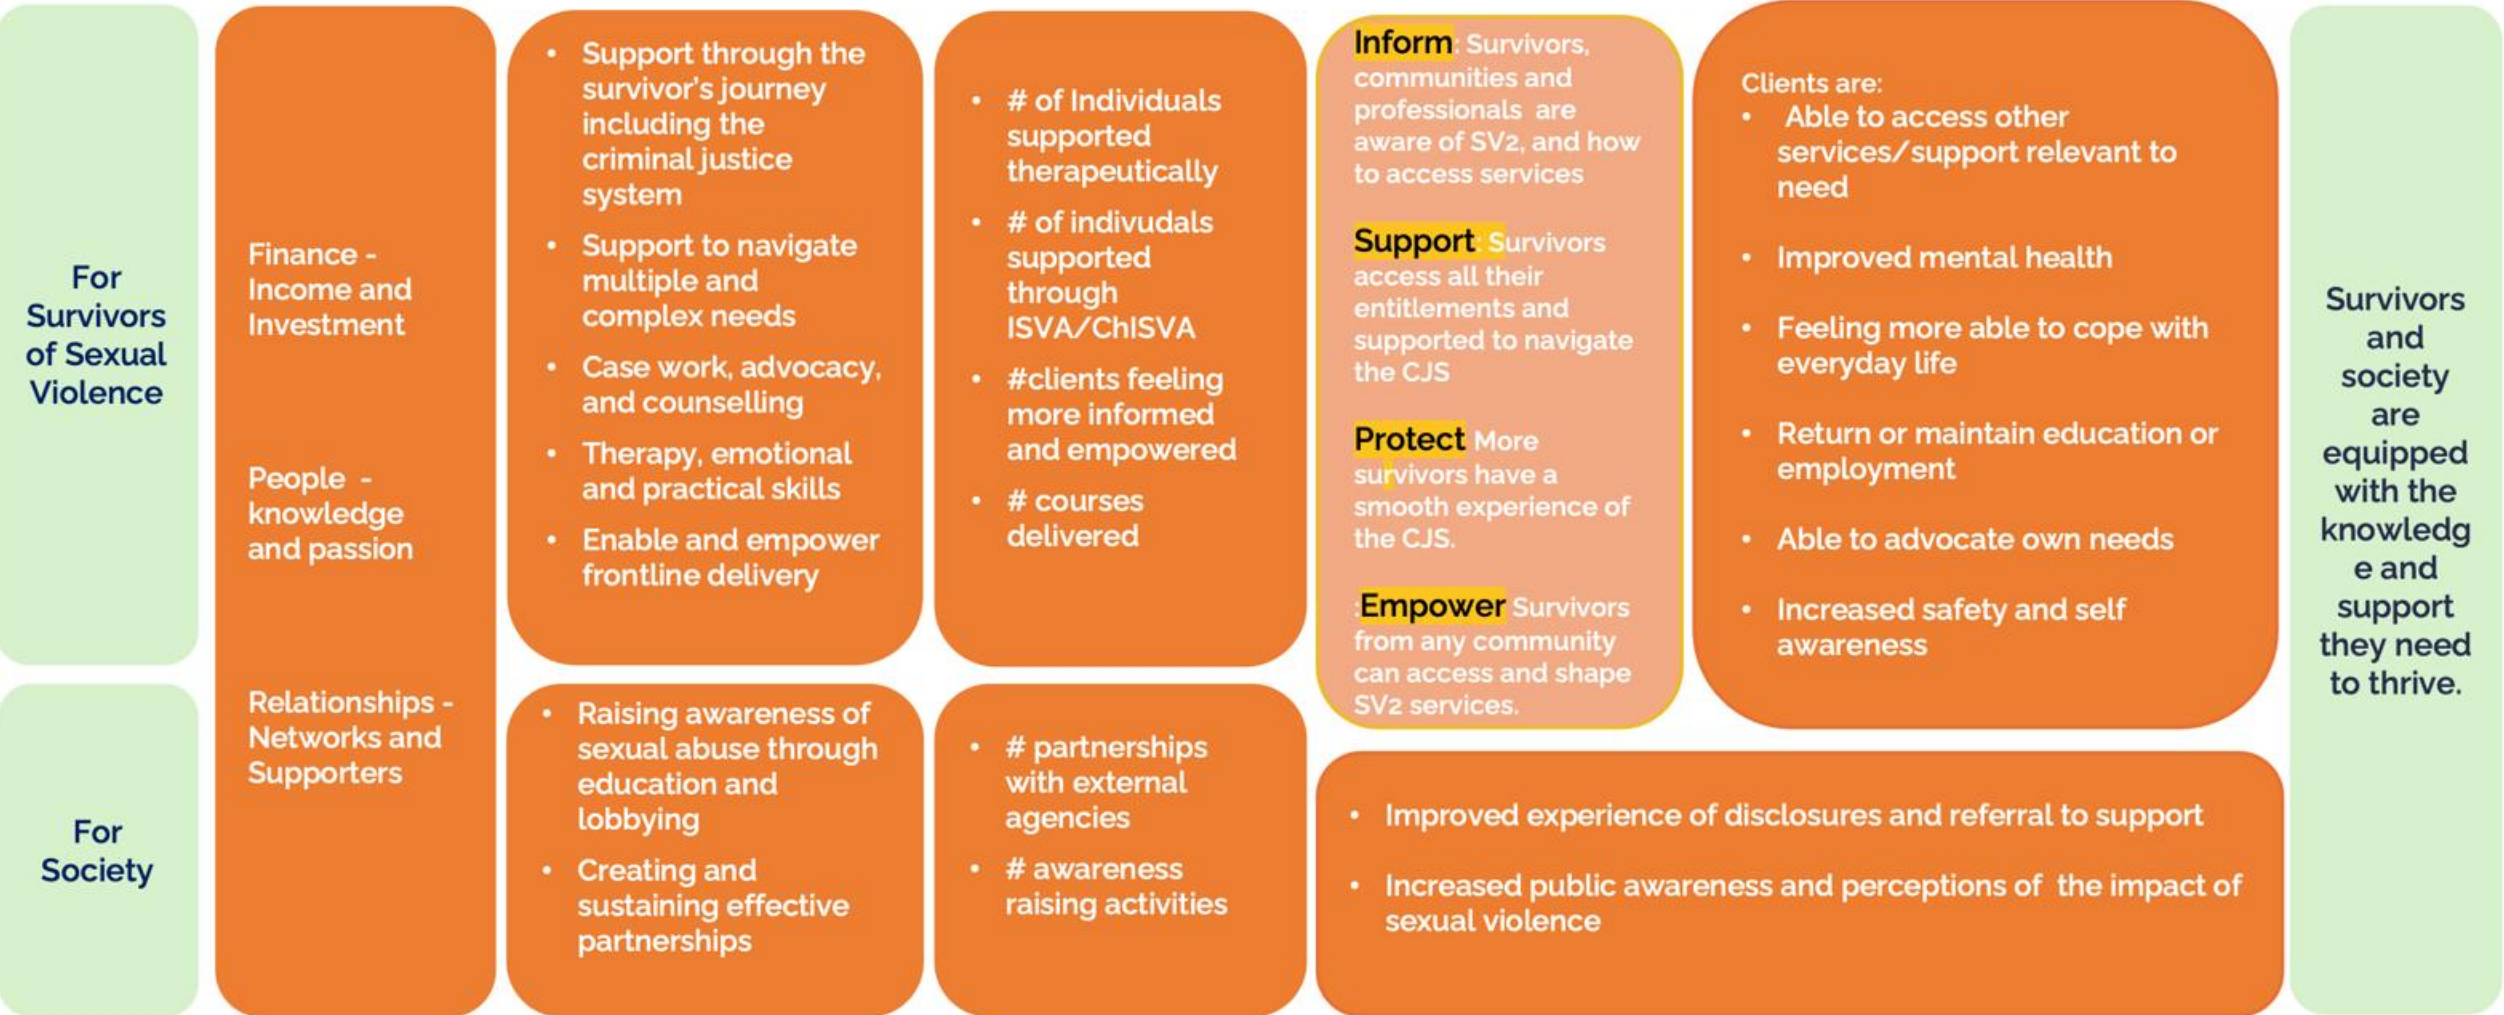 For
Survivors
of Sexual
Violence
Finance -
Income and
Investment
People -
knowledge
and passion
Relationships -
Networks and
Supporters
• Support through the
survivor's journey
including the
criminal justice
system
• Support to navigate
multiple and
complex needs
• Case work, advocacy,
and counselling
• Therapy, emotional
and practical skills
• Enable and empower
frontline delivery
• # of Individuals
supported
therapeutically
• # of indivudals
supported
through
ISVA/ChISVA
• #clients feeling
more informed
and empowered
• # courses
delivered
Inform: Survivors,
communities and
professionals are
aware of SV2, and how
to access services
Support: Survivors
access all their
entitlements and
supported to navigate
the CJS
Protect More
survivors have a
smooth experience of
the CJS.
:Empower Survivors
from any community
can access and shape
SV2 services.
Clients are:
• Able to access other
services/support relevant to
need
• Improved mental health
• Feeling more able to cope with
everyday life
• Return or maintain education or
employment
• Able to advocate own needs
• Increased safety and self
awareness
Survivors
and
society
are
equipped
with the
knowledg
e and
support
they need
to thrive.
For
Society
• Raising awareness of
sexual abuse through
education and
lobbying
• Creating and
sustaining effective
partnerships
• # partnerships
with external
agencies
• # awareness
raising activities
• Improved experience of disclosures and referral to support
• Increased public awareness and perceptions of the impact of
sexual violence